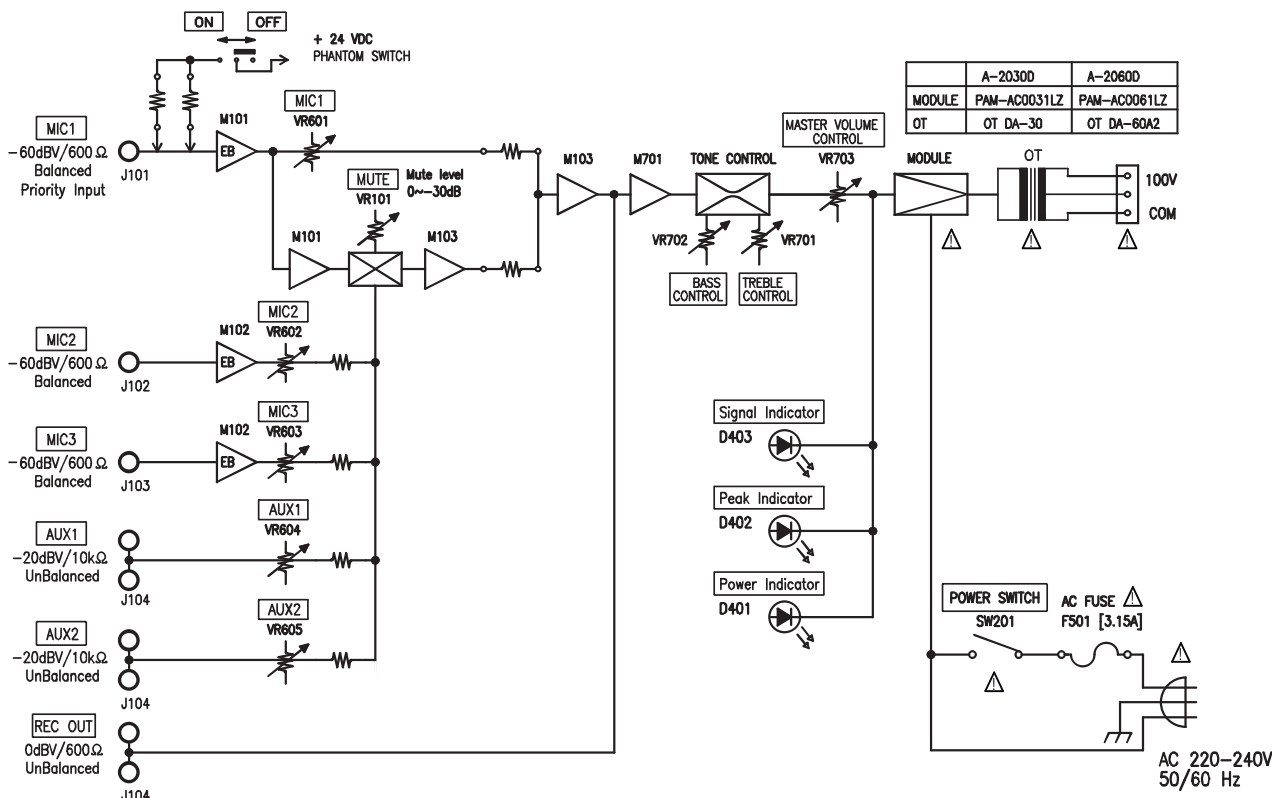 ON OFF
+ 24 VDC
PHANTOM SWITCH
A-2030D A-2060D
MODULE PAM-AC0031LZ PAM-AC0061LZ
OT OT DA-30 OT DA-60A2
MIC1
-60dBV/600Ω
Balanced
Priority Input
J101
M101
EB
MIC1
VR601
MUTE
VR101
Mute level
0~-30dB
M101
M103
M103
M701
TONE CONTROL
VR702
VR701
BASS
CONTROL
TREBLE
CONTROL
MASTER VOLUME
CONTROL
VR703
MODULE
OT
100V
COM
MIC2
-60dBV/600Ω
Balanced
J102
M102
EB
MIC2
VR602
MIC3
-60dBV/600Ω
Balanced
J103
M102
EB
MIC3
VR603
AUX1
-20dBV/10kΩ
UnBalanced
J104
AUX1
VR604
AUX2
-20dBV/10kΩ
UnBalanced
J104
AUX2
VR605
REC OUT
0dBV/600Ω
UnBalanced
J104
Signal Indicator
D403
Peak Indicator
D402
Power Indicator
D401
POWER SWITCH
SW201
AC FUSE
F501 [3.15A]
AC 220-240V
50/60 Hz